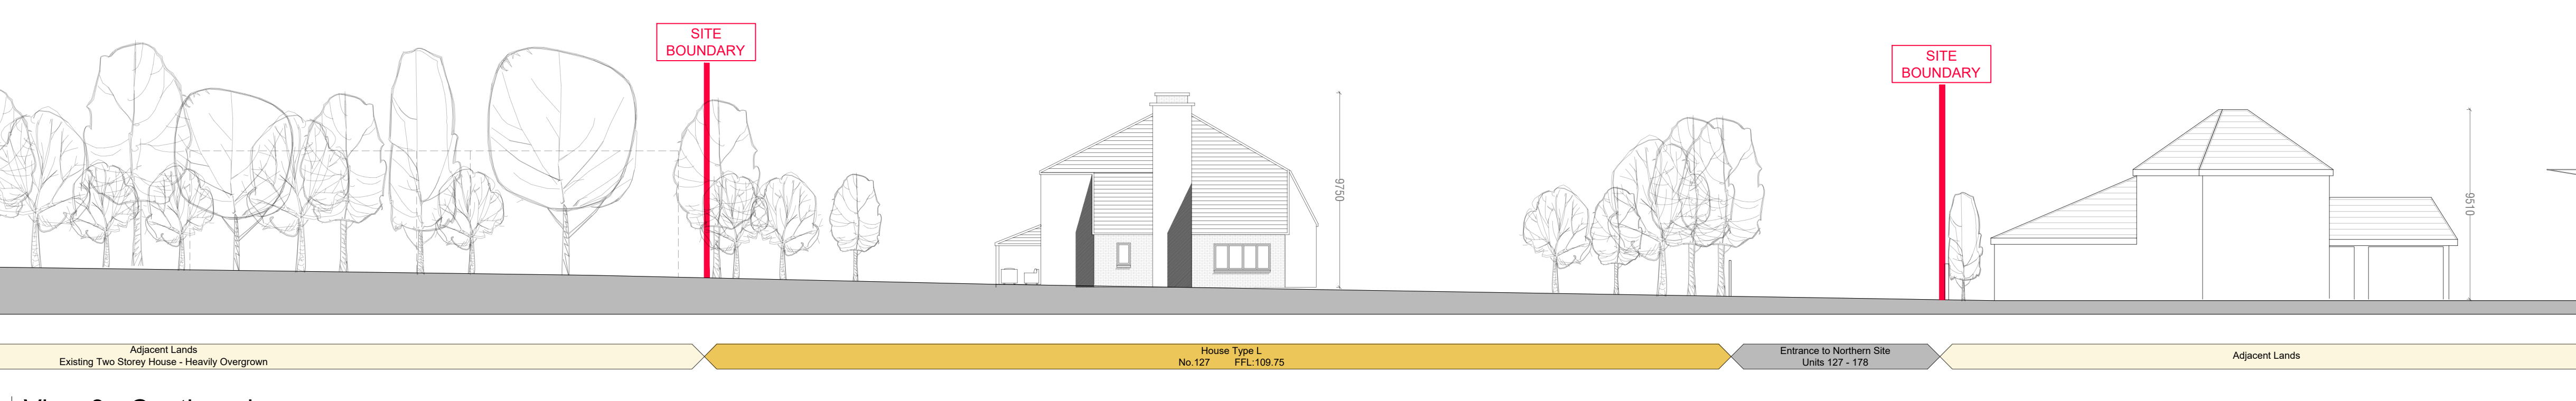 SITE
BOUNDARY
SITE
BOUNDARY
9750
9510
Adjacent Lands
Existing Two Storey House - Heavily Overgrown
House Type L
No.127 FFL:109.75
Entrance to Northern Site
Units 127 - 178
Adjacent Lands